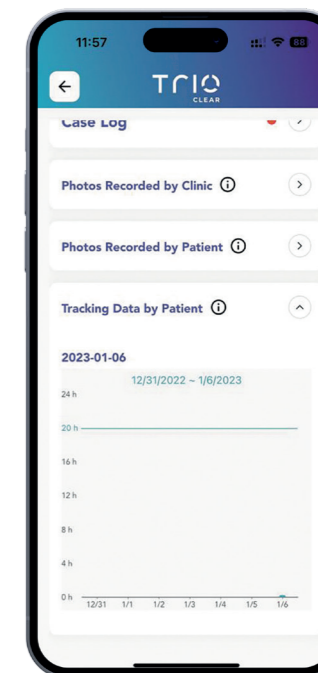 11:57
88
TRIO
CLEAR
Case Log
Photos Recorded by Clinic
Photos Recorded by Patient
Tracking Data by Patient
2023-01-06
12/31/2022 ~ 1/6/2023
24 h
20 h
16 h
12 h
8 h
4 h
0 h
12/31 1/1 1/2 1/3 1/4 1/5 1/6